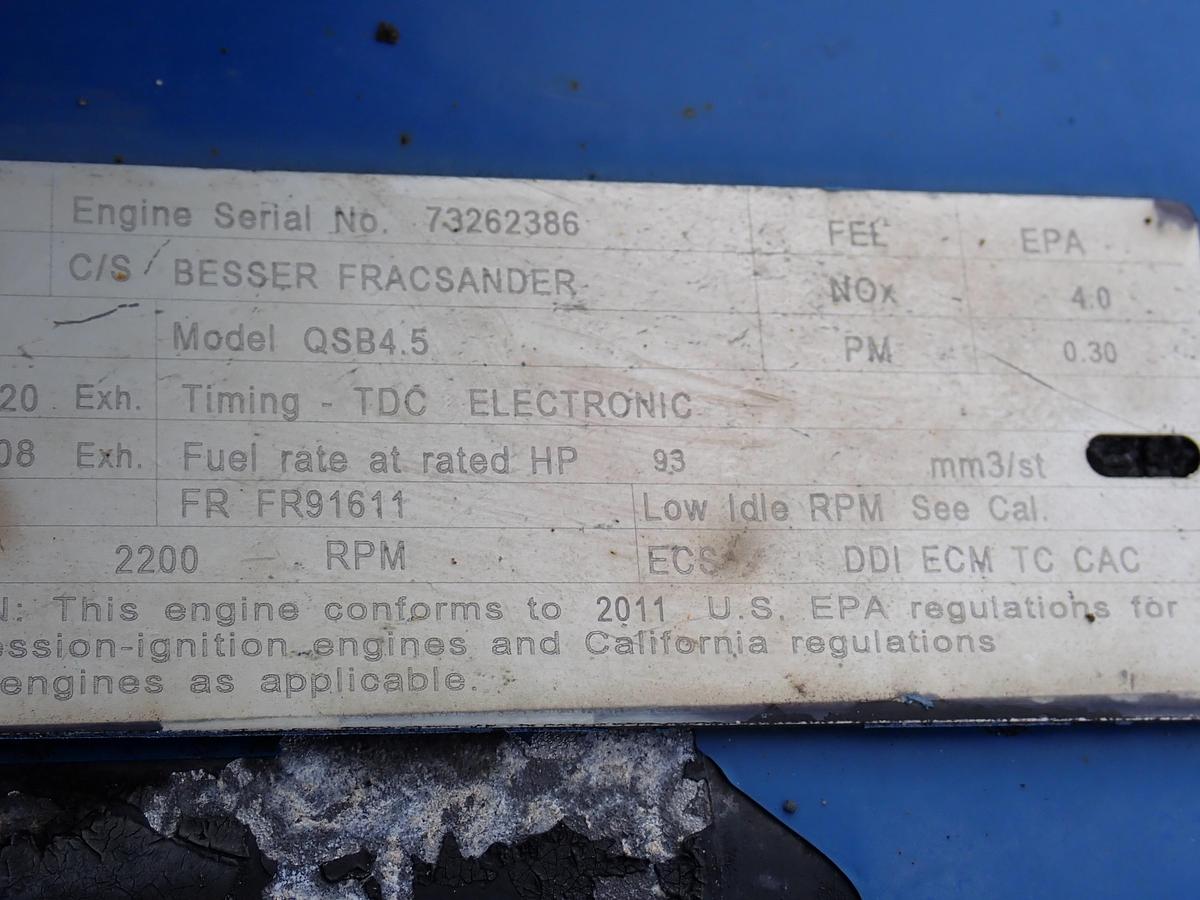 Engine Serial No. 73262386 FEL EPA
C/S BESSER FRACSANDER NOx 4.0
Model QSB4.5 PM 0.30
20 Exh. Timing - TDC ELECTRONIC
08 Exh. Fuel rate at rated HP 93 mm3/st
FR FR91611 Low Idle RPM See Cal.
2200 RPM ECS DDI ECM TC CAC
N: This engine conforms to 2011 U.S. EPA regulations for
ession-ignition engines and California regulations
engines as applicable.